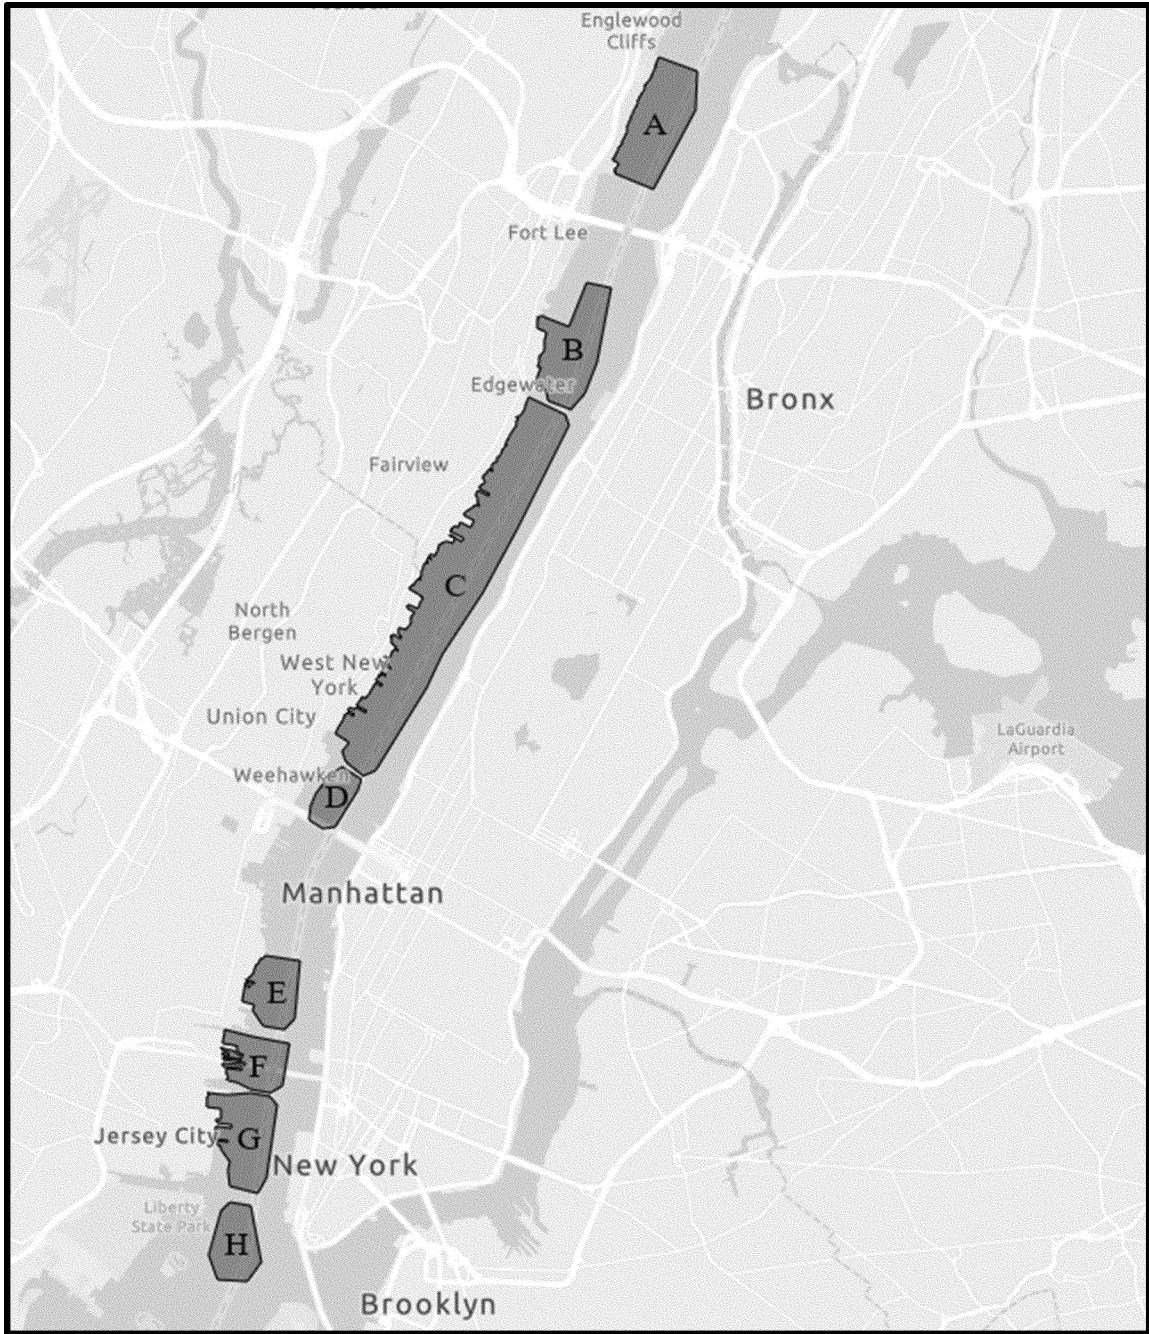 Englewood
Cliffs
A
Fort Lee
B
Edgewater
Bronx
Fairview
C
North
Bergen
West New
York
Union City
LaGuardia
Airport
Weehawken
D
Manhattan
E
F
Jersey City
G
New York
Liberty
State Park
H
Brooklyn